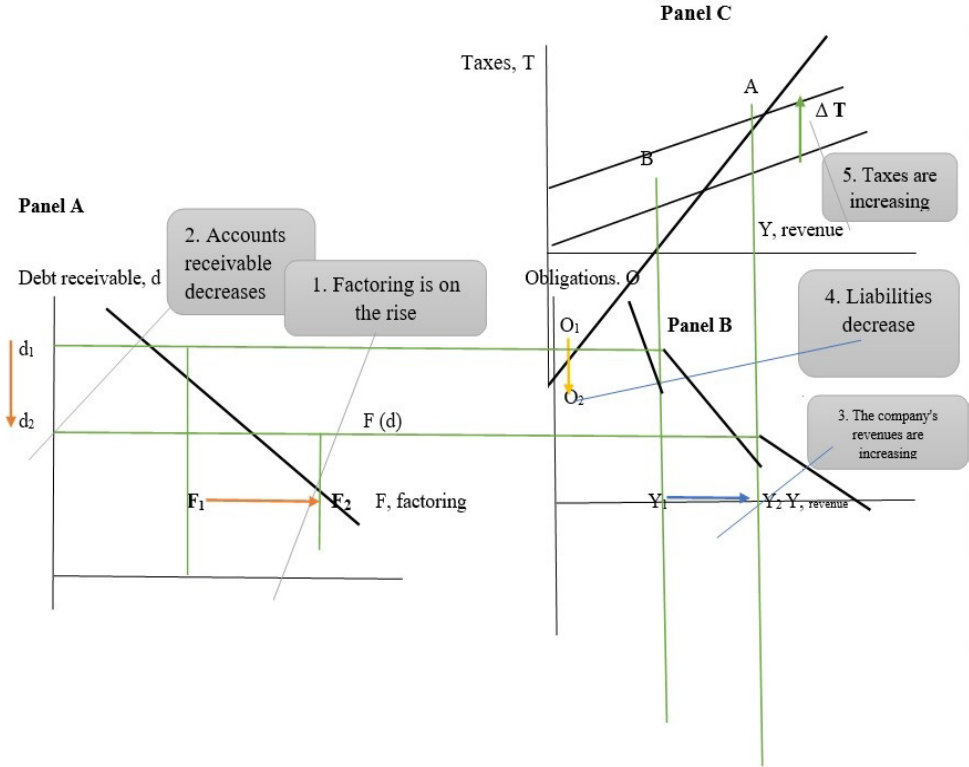 Panel C
Taxes, T
A
Δ T
B
5. Taxes are
increasing
Panel A
2. Accounts
receivable
decreases
Y, revenue
Debt receivable, d
1. Factoring is on
the rise
Obligations. O
4. Liabilities
decrease
O1
Panel B
d1
O2
d2
F (d)
3. The company's
revenues are
increasing
F1
F2
F, factoring
Y1
Y2 Y, revenue